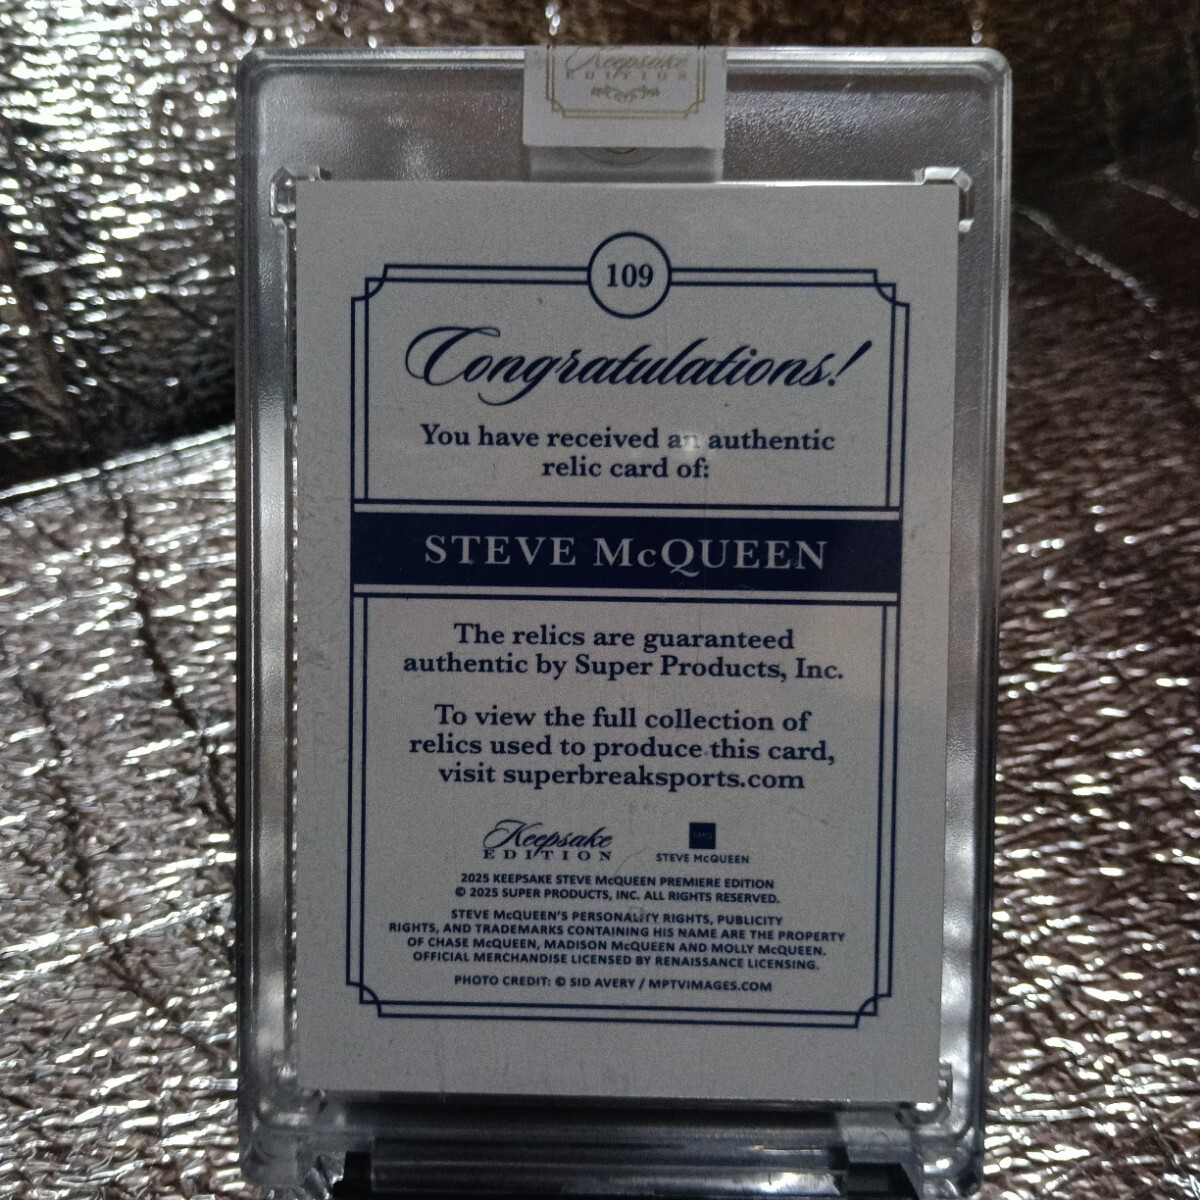 Keepsake
EDITION
109
Congratulations!
You have received an authentic
relic card of:
STEVE McQUEEN
The relics are guaranteed
authentic by Super Products, Inc.
To view the full collection of
relics used to produce this card,
visit superbreaksports.com
Keepsake
EDITION
SMQ
STEVE McQUEEN
2025 KEEPSAKE STEVE McQUEEN PREMIERE EDITION
© 2025 SUPER PRODUCTS, INC. ALL RIGHTS RESERVED.
STEVE McQUEEN'S PERSONALITY RIGHTS, PUBLICITY
RIGHTS, AND TRADEMARKS CONTAINING HIS NAME ARE THE PROPERTY
OF CHASE McQUEEN, MADISON McQUEEN AND MOLLY McQUEEN.
OFFICIAL MERCHANDISE LICENSED BY RENAISSANCE LICENSING.
PHOTO CREDIT: © SID AVERY / MPTVIMAGES.COM